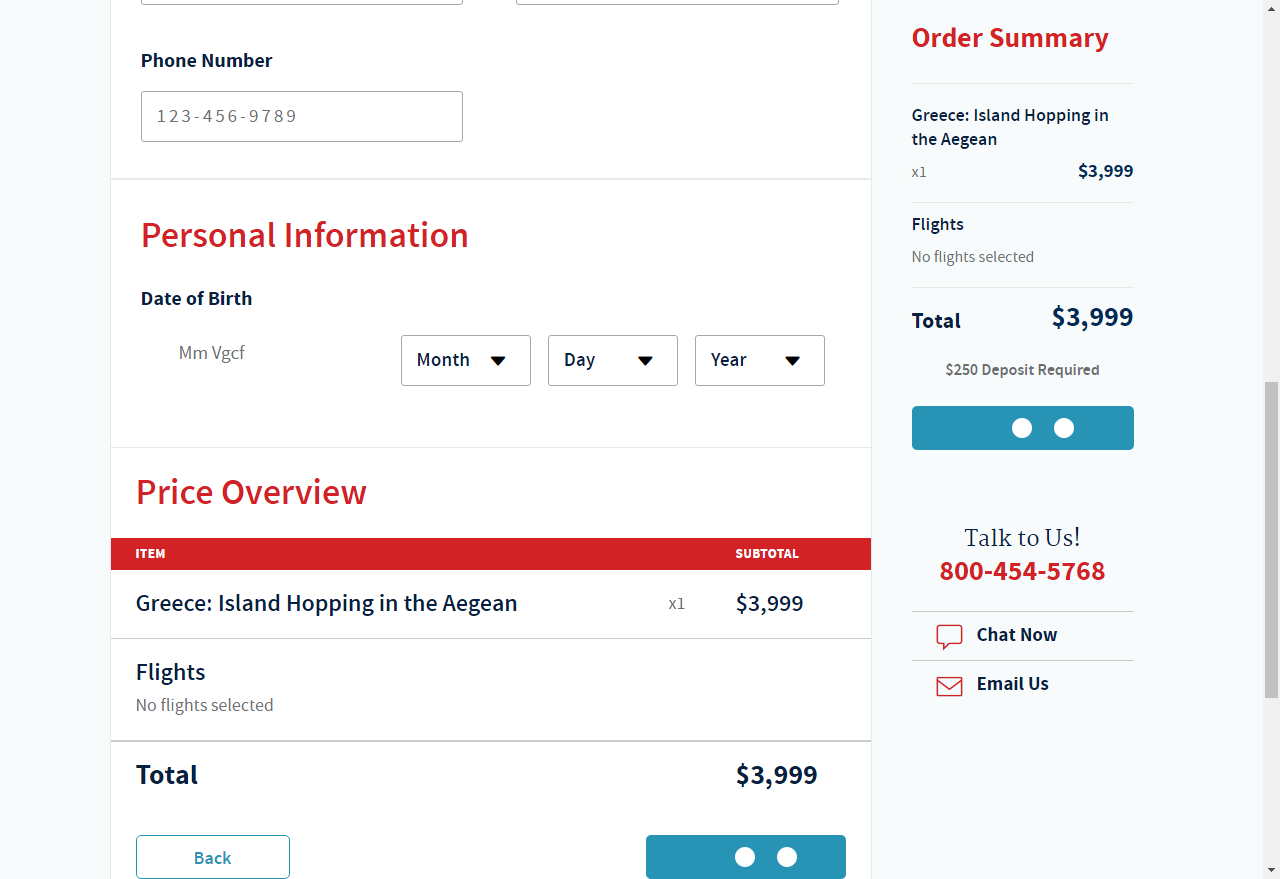 Phone Number
123-456-9789
Personal Information
Date of Birth
Mm Vgcf
Month
Day
Year
Price Overview
ITEM SUBTOTAL
Greece: Island Hopping in the Aegean x1 $3,999
Flights
No flights selected
Total $3,999
Back
Order Summary
Greece: Island Hopping in
the Aegean
x1 $3,999
Flights
No flights selected
Total $3,999
$250 Deposit Required
Talk to Us!
800-454-5768
Chat Now
Email Us